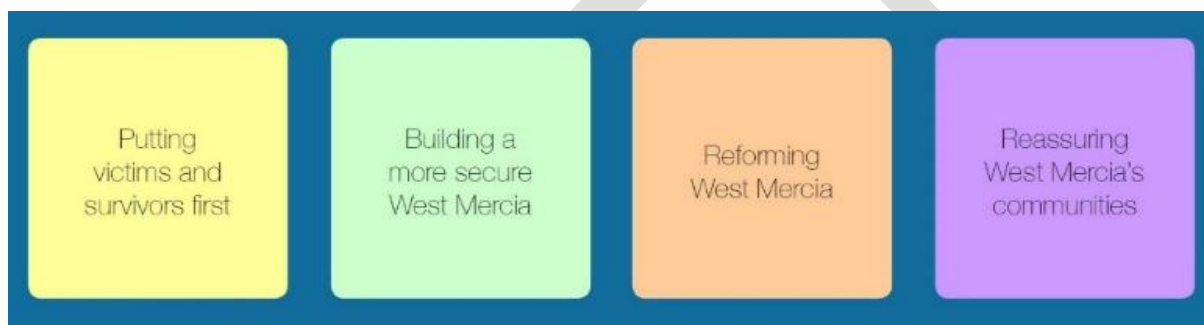 Putting
victims and
survivors first
Building a
more secure
West Mercia
Reforming
West Mercia
Reassuring
West Mercia's
communities